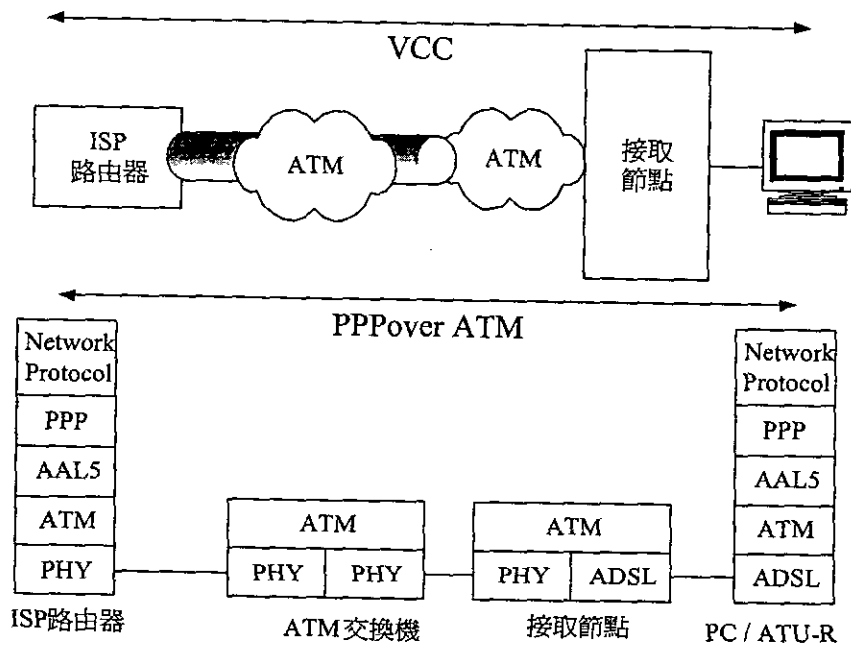 VCC
ISP
路由器
ATM
ATM
接取
節點
PPPover ATM
Network
Protocol
PPP
AAL5
ATM
PHY
ISP路由器
ATM
PHY
PHY
ATM交換機
ATM
PHY
ADSL
接取節點
Network
Protocol
PPP
AAL5
ATM
ADSL
PC / ATU-R